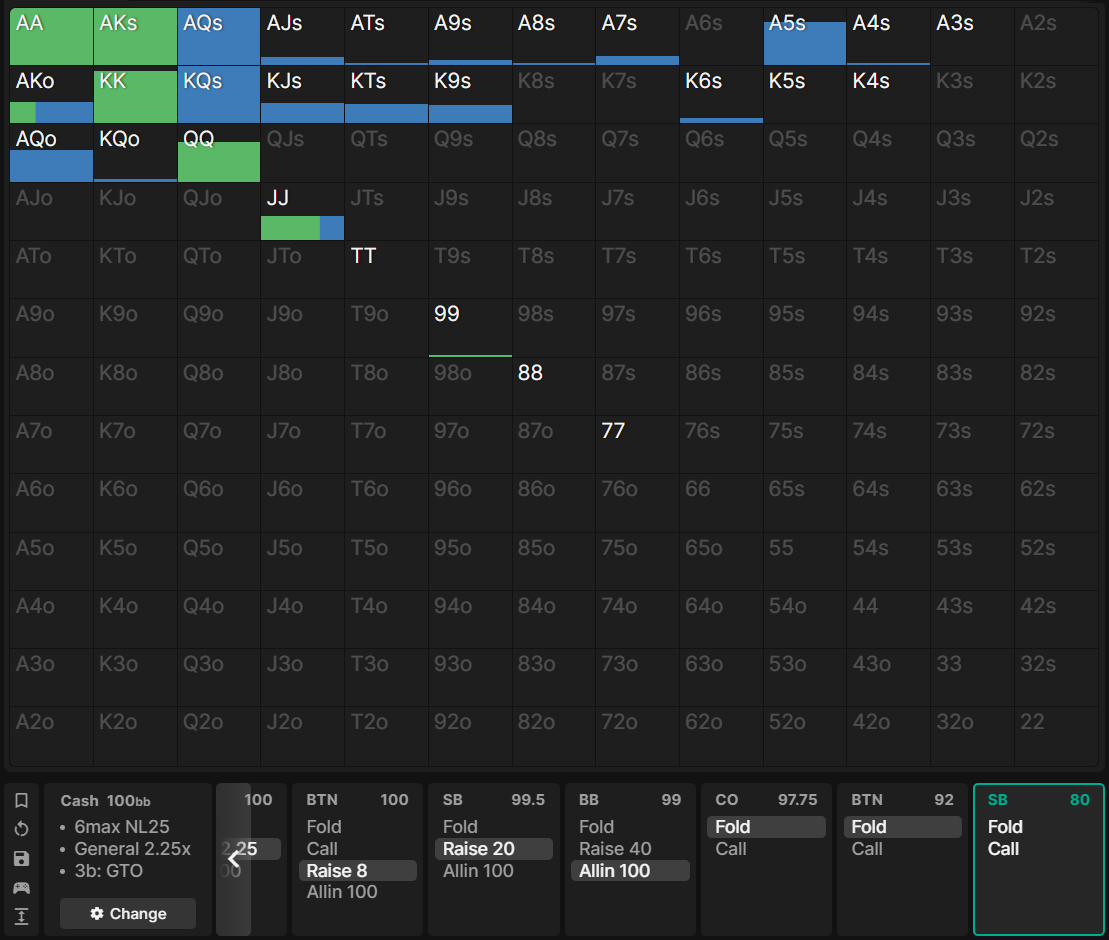 AA AKs AQs AJs ATs A9s A8s A7s A6s A5s A4s A3s A2s
AKo KK KQs KJs KTs K9s K8s K7s K6s K5s K4s K3s K2s
AQo KQo QQ QJs QTs Q9s Q8s Q7s Q6s Q5s Q4s Q3s Q2s
AJo KJo QJo JJ JTs J9s J8s J7s J6s J5s J4s J3s J2s
ATo KTo QTo JTo TT T9s T8s T7s T6s T5s T4s T3s T2s
A9o K9o Q9o J9o T9o 99 98s 97s 96s 95s 94s 93s 92s
A8o K8o Q8o J8o T8o 98o 88 87s 86s 85s 84s 83s 82s
A7o K7o Q7o J7o T7o 97o 87o 77 76s 75s 74s 73s 72s
A6o K6o Q6o J6o T6o 96o 86o 76o 66 65s 64s 63s 62s
A5o K5o Q5o J5o T5o 95o 85o 75o 65o 55 54s 53s 52s
A4o K4o Q4o J4o T4o 94o 84o 74o 64o 54o 44 43s 42s
A3o K3o Q3o J3o T3o 93o 83o 73o 63o 53o 43o 33 32s
A2o K2o Q2o J2o T2o 92o 82o 72o 62o 52o 42o 32o 22
Cash 100bb
• 6max NL25
• General 2.25x
• 3b: GTO
Change
100
2.25
00
BTN 100
Fold
Call
Raise 8
Allin 100
SB 99.5
Fold
Raise 20
Allin 100
BB 99
Fold
Raise 40
Allin 100
CO 97.75
Fold
Call
BTN 92
Fold
Call
SB 80
Fold
Call